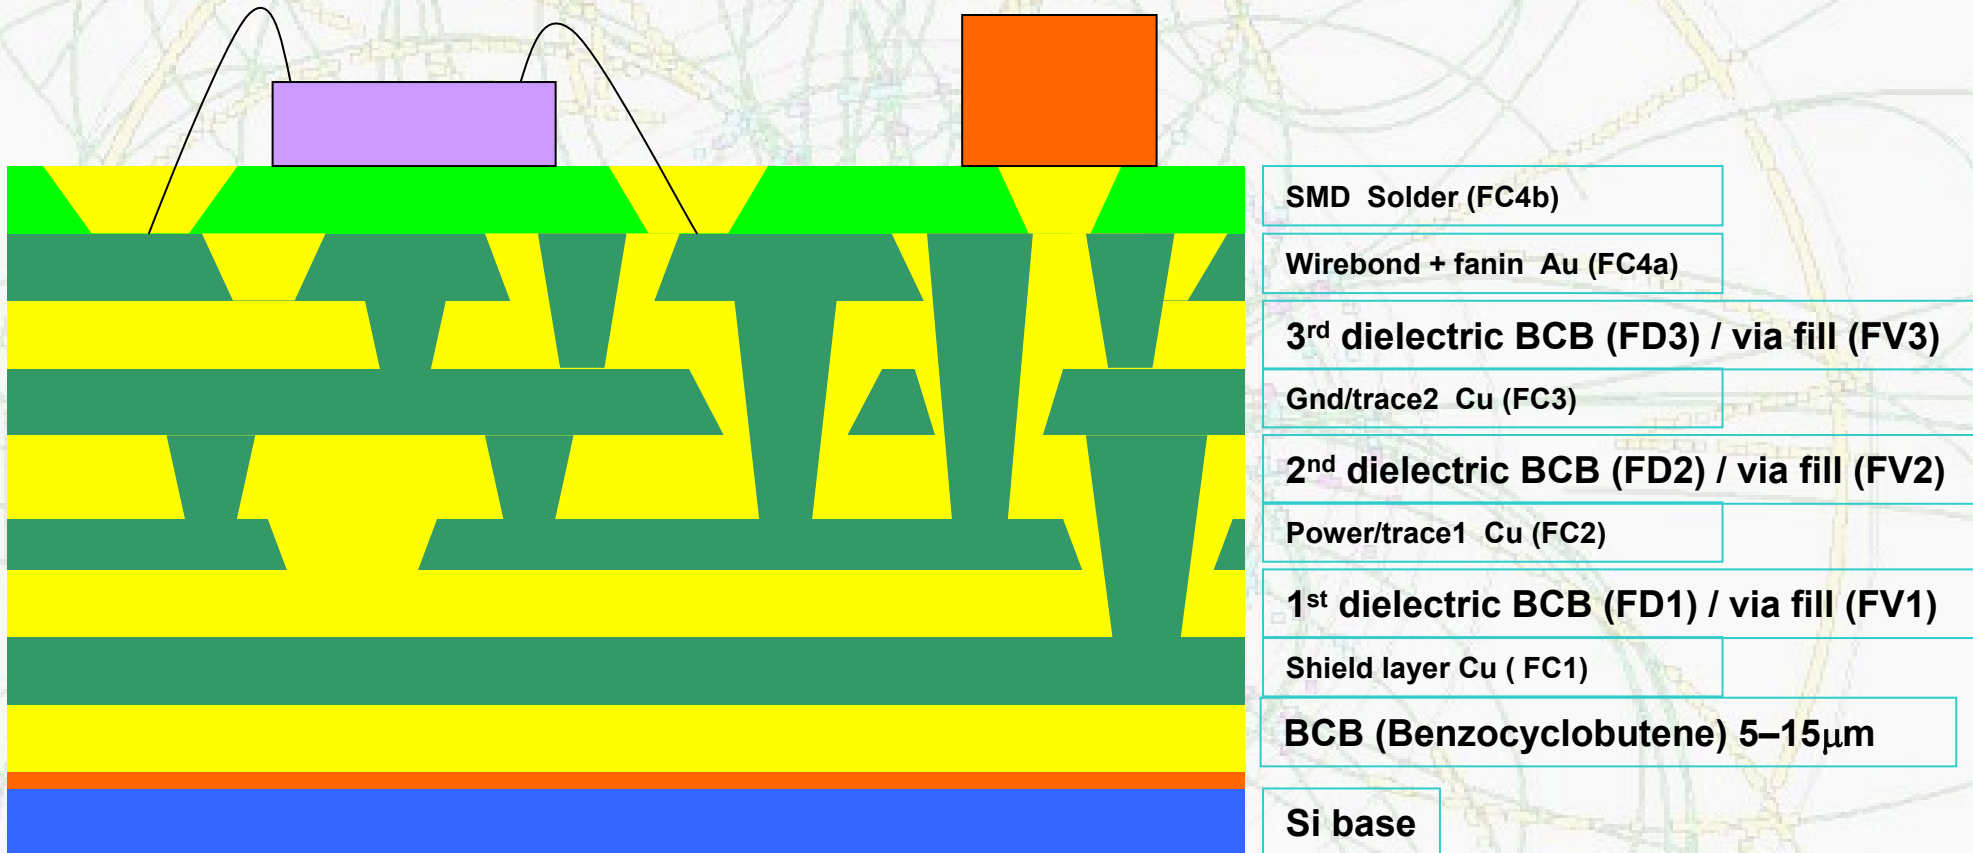 SMD Solder (FC4b)
Wirebond + fanin Au (FC4a)
3rd dielectric BCB (FD3) / via fill (FV3)
Gnd/trace2 Cu (FC3)
2nd dielectric BCB (FD2) / via fill (FV2)
Power/trace1 Cu (FC2)
1st dielectric BCB (FD1) / via fill (FV1)
Shield layer Cu ( FC1)
BCB (Benzocyclobutene) 5–15μm
Si base